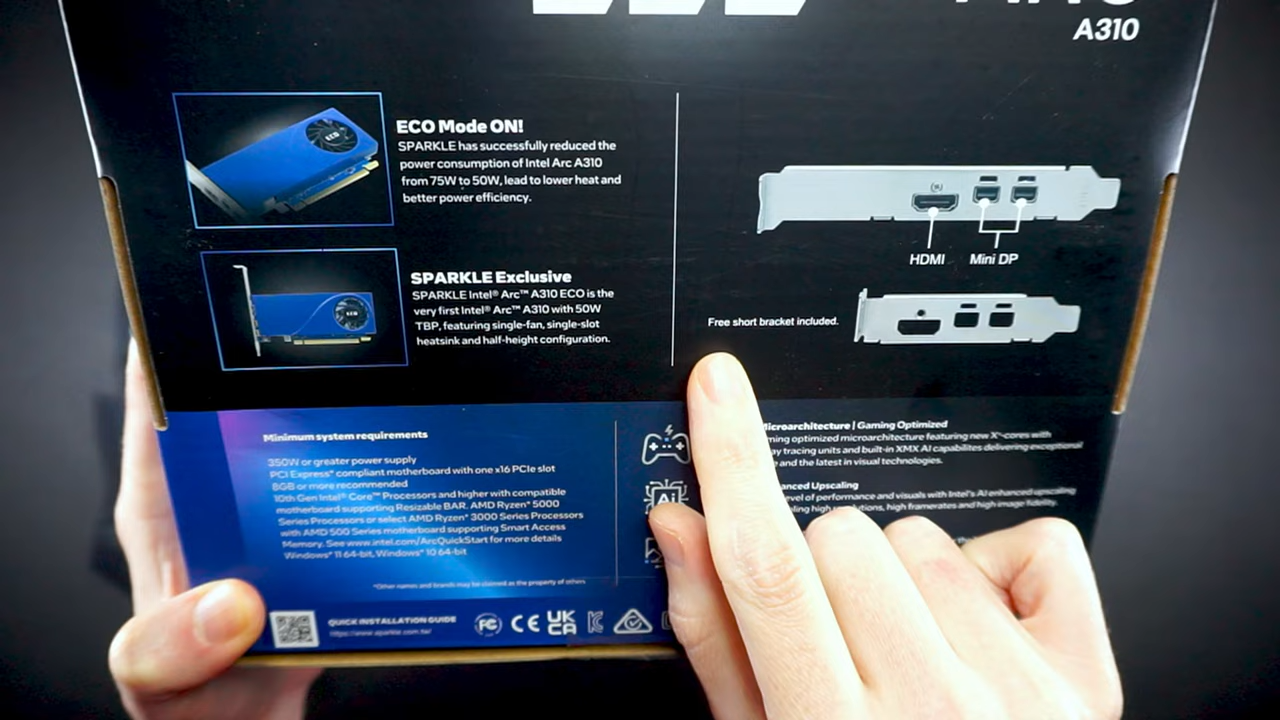 A310
ECO Mode ON!
SPARKLE has successfully reduced the
power consumption of Intel Arc A310
from 75W to 50W, lead to lower heat and
better power efficiency.
ECO
SPARKLE Exclusive
SPARKLE Intel® Arc™ A310 ECO is the
very first Intel® Arc™ A310 with 50W
TBP, featuring single-fan, single-slot
heatsink and half-height configuration.
ECO
HDMI
Mini DP
Free short bracket included.
Minimum system requirements
350W or greater power supply
PCI Express* compliant motherboard with one x16 PCIe slot
8GB or more recommended
10th Gen Intel® Core™ Processors and higher with compatible
motherboard supporting Resizable BAR. AMD Ryzen* 5000
Series Processors or select AMD Ryzen* 3000 Series Processors
with AMD 500 Series motherboard supporting Smart Access
Memory. See www.intel.com/ArcQuickStart for more details
Windows* 11 64-bit, Windows* 10 64-bit
*Other names and brands may be claimed as the property of others
Ai
Microarchitecture | Gaming Optimized
optimized microarchitecture featuring new Xe-cores with
tracing units and built-in XMX AI capabilites delivering exceptional
and the latest in visual technologies.
Upscaling
level of performance and visuals with Intel's AI enhanced upscaling
high resolutions, high framerates and high image fidelity.
QUICK INSTALLATION GUIDE
https://www.sparkle.com.tw/
FC CE UK CA